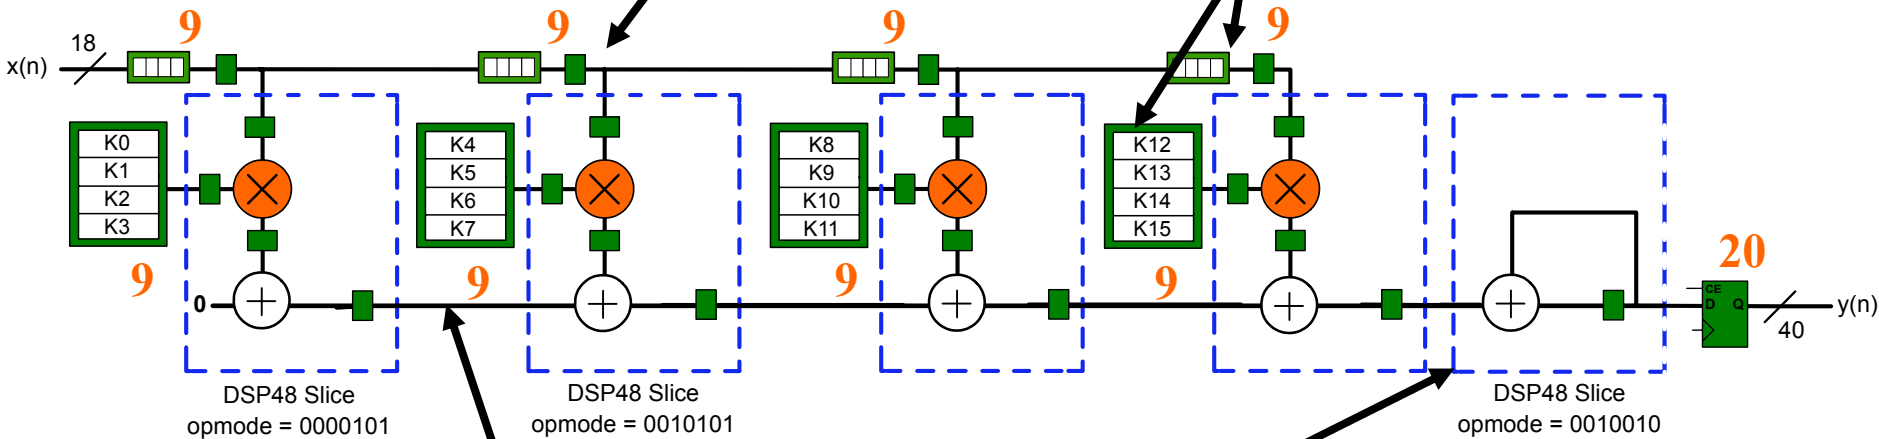 9
9
9
9
18
x(n)
K0
K1
K2
K3
K4
K5
K6
K7
K8
K9
K10
K11
K12
K13
K14
K15
9
9
9
9
20
0
CE
D Q
y(n)
40
DSP48 Slice
opmode = 0000101
DSP48 Slice
opmode = 0010101
DSP48 Slice
opmode = 0010010